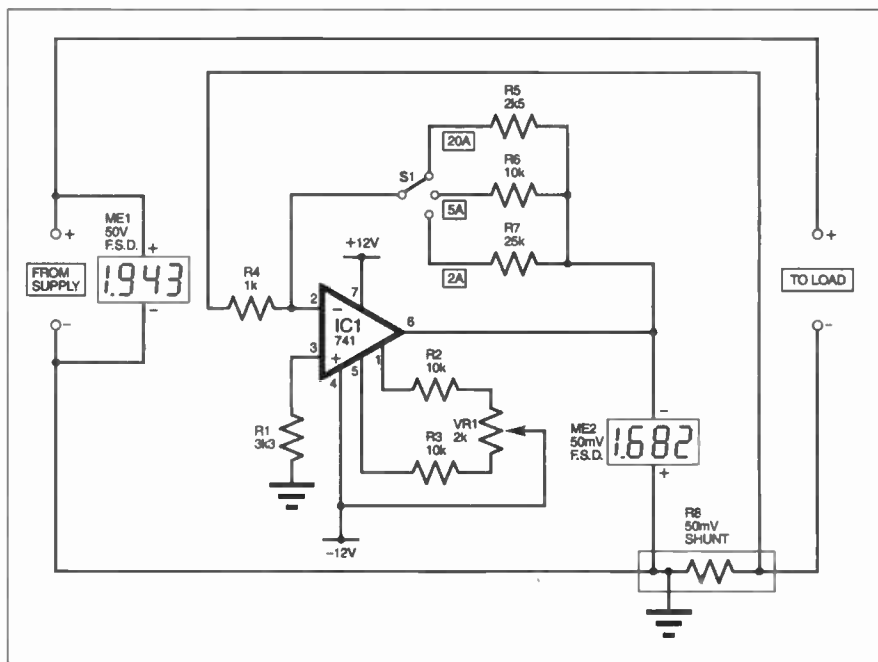 R5
2k5
20A
R6
10k
S1
5A
R7
25k
2A
ME1
50V
F.S.D.
+
1.943
-
+
FROM
SUPPLY
-
+12V
R4
1k
2
-
7
IC1
741
6
3
+
4
5
1
R1
3k3
R2
10k
VR1
2k
R3
10k
-12V
+
TO LOAD
-
-
ME2
50mV
F.S.D.
1.682
+
R8
50mV
SHUNT